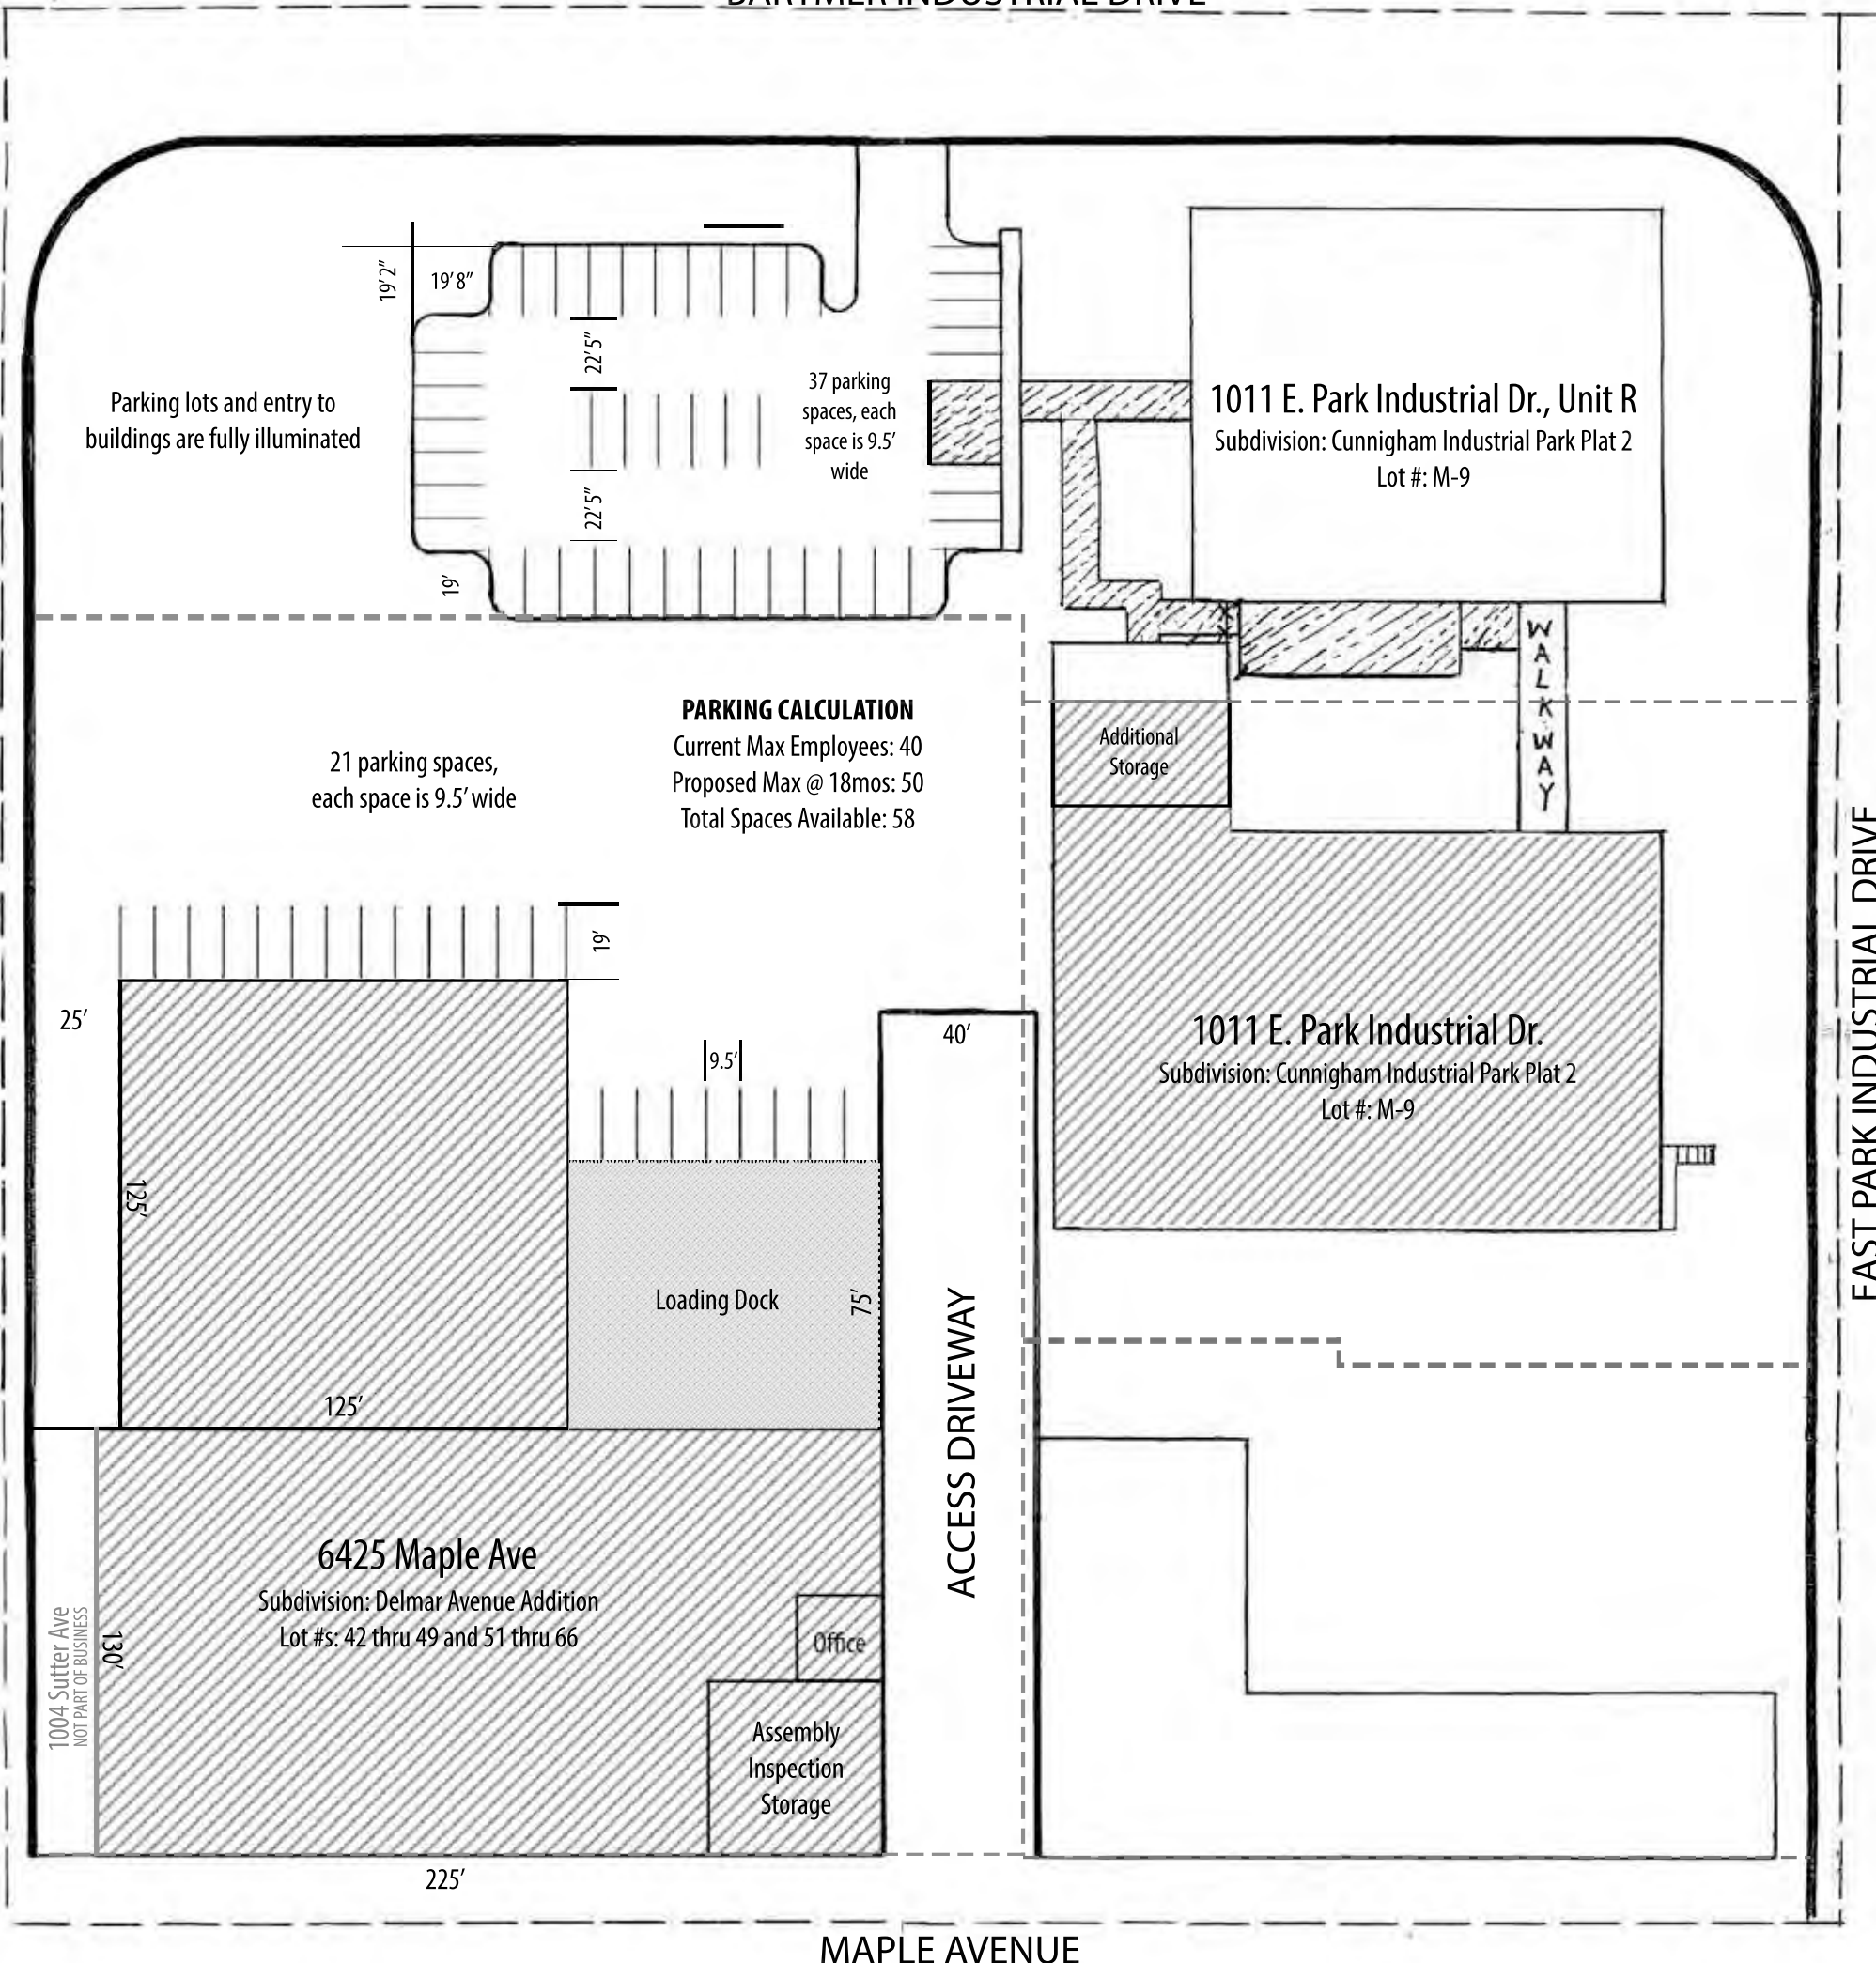 BARTMER INDUSTRIAL DRIVE
19'2"
19'8"
22'5"
37 parking
spaces, each
space is 9.5'
wide
Parking lots and entry to
buildings are fully illuminated
1011 E. Park Industrial Dr., Unit R
Subdivision: Cunnigham Industrial Park Plat 2
Lot #: M-9
22'5"
19'
WALKWAY
PARKING CALCULATION
Current Max Employees: 40
Proposed Max @ 18mos: 50
Total Spaces Available: 58
Additional
Storage
21 parking spaces,
each space is 9.5' wide
EAST PARK INDUSTRIAL DRIVE
19'
25'
40'
9.5'
1011 E. Park Industrial Dr.
Subdivision: Cunnigham Industrial Park Plat 2
Lot #: M-9
125'
Loading Dock
75'
125'
ACCESS DRIVEWAY
6425 Maple Ave
Subdivision: Delmar Avenue Addition
Lot #s: 42 thru 49 and 51 thru 66
1004 Sutter Ave
NOT PART OF BUSINESS
130'
Office
Assembly
Inspection
Storage
225'
MAPLE AVENUE